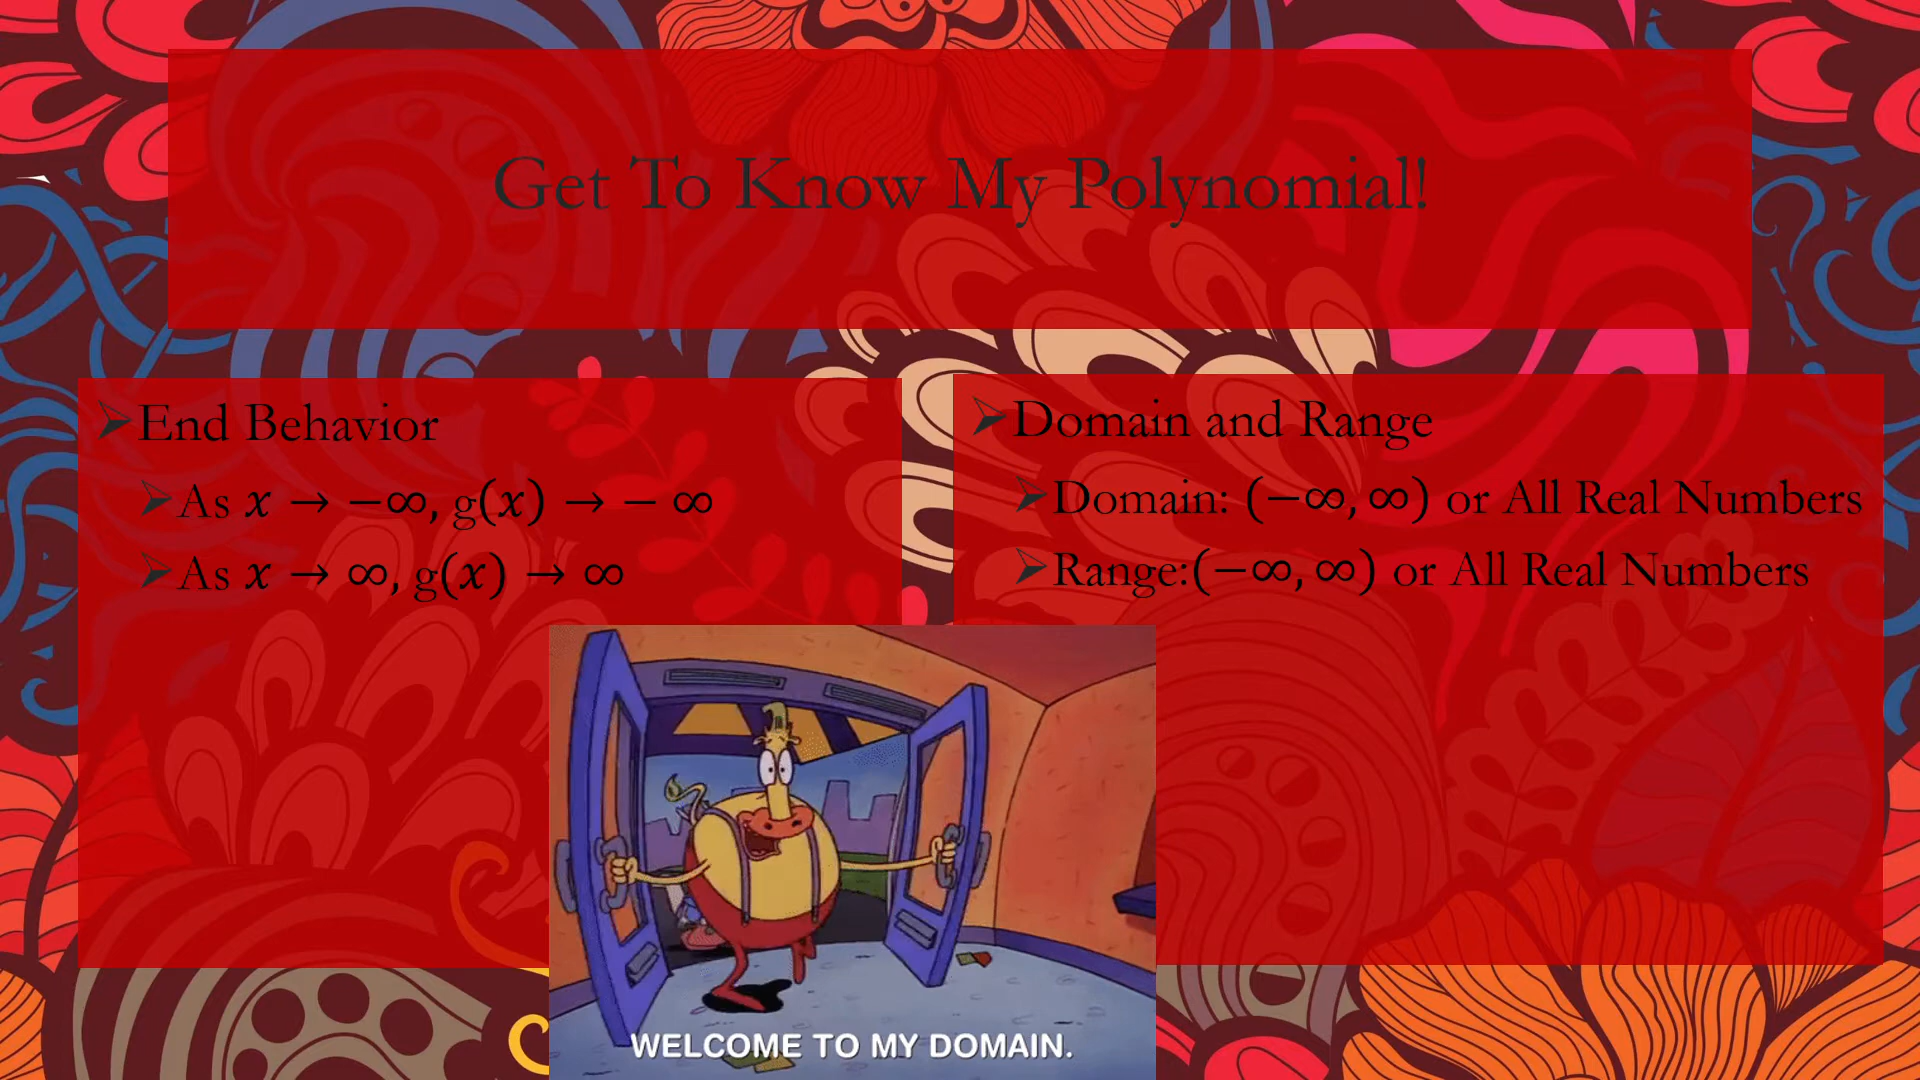 Get To Know My Polynomial!
➢End Behavior
➢As 𝑥 → −∞, g(𝑥) → − ∞
➢As 𝑥 → ∞, g(𝑥) → ∞
➢Domain and Range
➢Domain: (−∞, ∞) or All Real Numbers
➢Range:(−∞, ∞) or All Real Numbers
WELCOME TO MY DOMAIN.